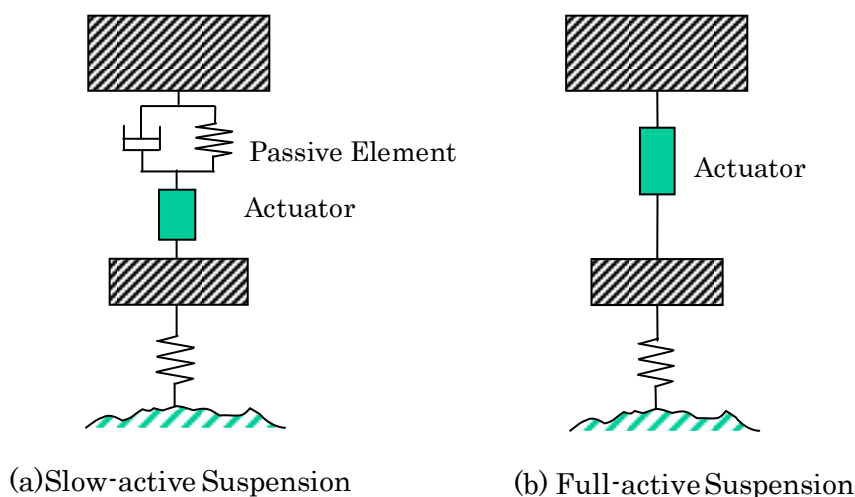 Passive Element
Actuator
Actuator
(a)Slow-active Suspension
(b) Full-active Suspension